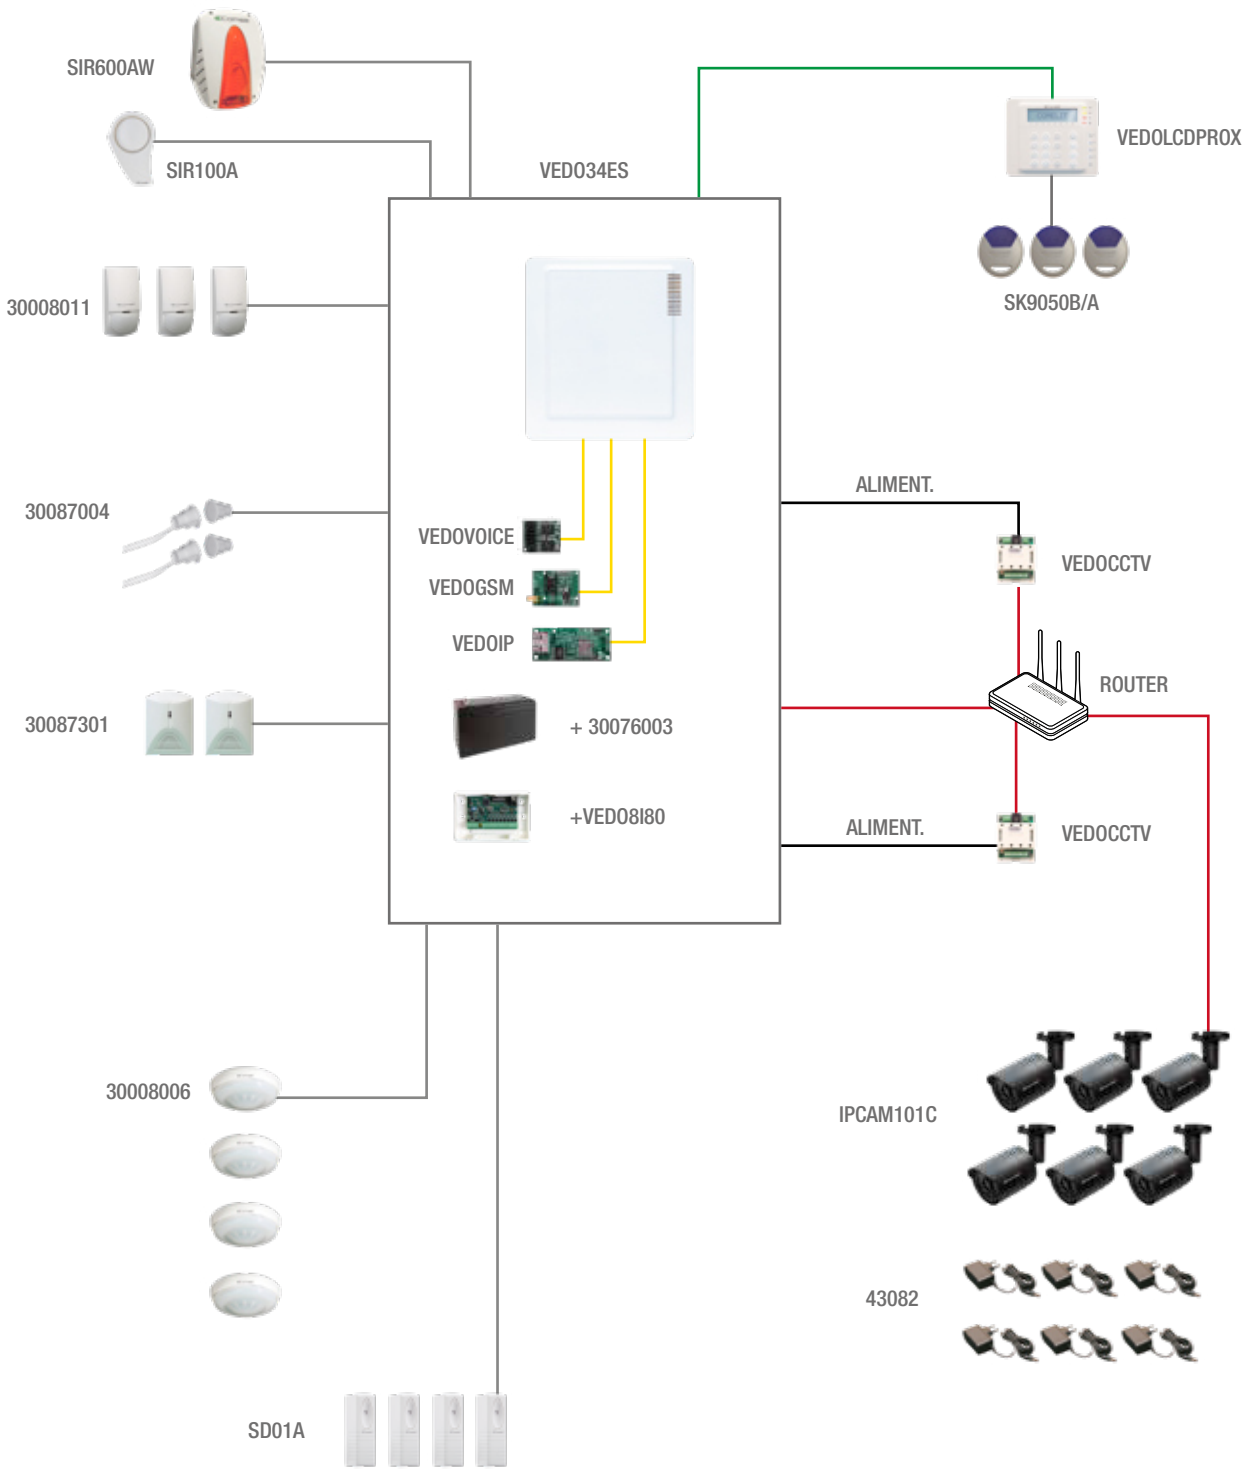 SIR600AW
SIR100A
VEDO34ES
VEDOLCDPROX
SK9050B/A
30008011
30087004
VEDOVOICE
VEDOGSM
VEDOIP
ALIMENT.
VEDOCCTV
ROUTER
30087301
+ 30076003
+VEDO8I80
ALIMENT.
VEDOCCTV
30008006
IPCAM101C
43082
SD01A